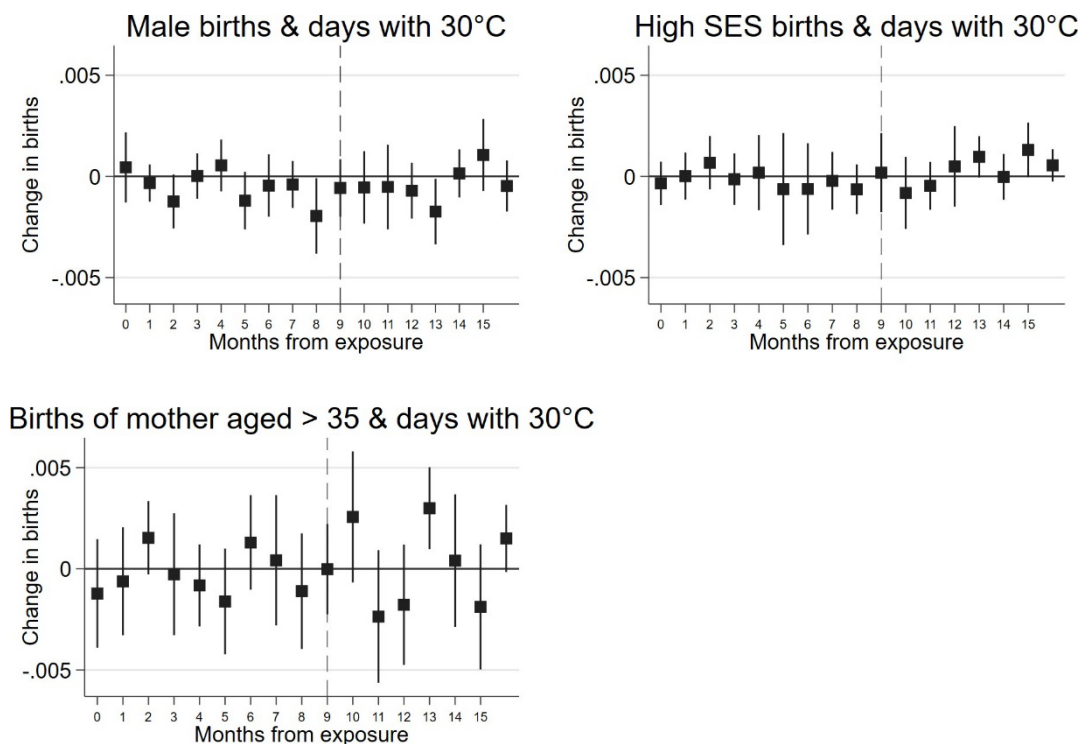 Male births & days with 30°C
.005
0
-.005
Change in births
0 1 2 3 4 5 6 7 8 9 10 11 12 13 14 15
Months from exposure
High SES births & days with 30°C
.005
0
-.005
Change in births
0 1 2 3 4 5 6 7 8 9 10 11 12 13 14 15
Months from exposure
Births of mother aged > 35 & days with 30°C
.005
0
-.005
Change in births
0 1 2 3 4 5 6 7 8 9 10 11 12 13 14 15
Months from exposure